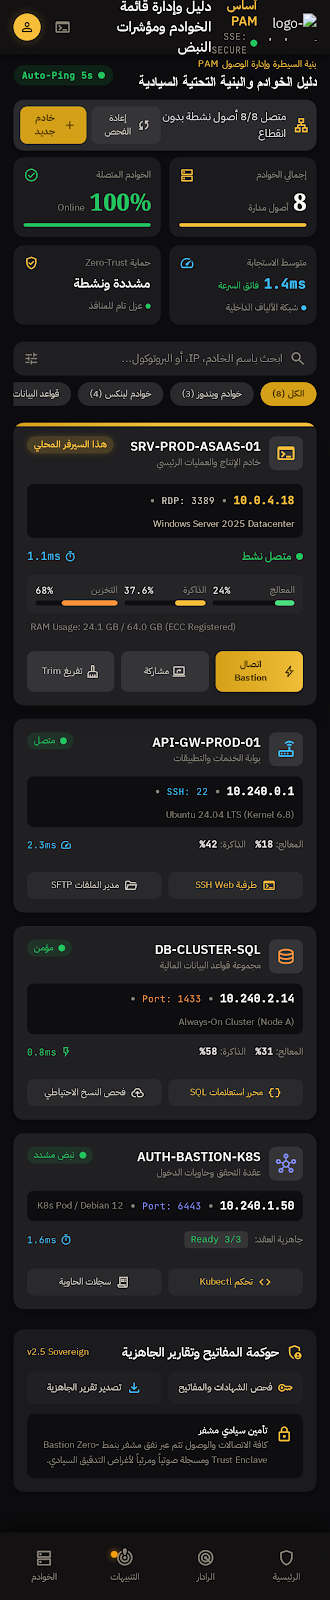 logo-
أساس
PAM
SSE:
SECURE
دليل وإدارة قائمة
الخوادم ومؤشرات
النبض
بنية السيطرة وإدارة الوصول PAM
دليل الخوادم والبنية التحتية السيادية
Auto-Ping 5s
متصل 8/8 أصول نشطة بدون
انقطاع
إعادة
الفحص
خادم
جديد
إجمالي الخوادم
8 أصول مدارة
الخوادم المتصلة
100% Online
متوسط الاستجابة
1.4ms فائق السرعة
شبكة الألياف الداخلية
حماية Zero-Trust
مشددة ونشطة
عزل تام للمنافذ
ابحث باسم الخادم، IP، أو البروتوكول...
الكل (8)
خوادم ويندوز (3)
خوادم لينكس (4)
قواعد البيانات
هذا السيرفر المحلي
SRV-PROD-ASAAS-01
خادم الإنتاج والعمليات الرئيسي
10.0.4.18 • RDP: 3389 •
Windows Server 2025 Datacenter
متصل نشط
1.1ms
المعالج 24%
الذاكرة 37.6%
التخزين 68%
RAM Usage: 24.1 GB / 64.0 GB (ECC Registered)
اتصال
Bastion
مشاركة
تفريغ Trim
API-GW-PROD-01
متصل
بوابة الخدمات والتطبيقات
10.240.0.1 • SSH: 22 •
Ubuntu 24.04 LTS (Kernel 6.8)
المعالج: 18% الذاكرة: 42%
2.3ms
طرفية SSH Web
مدير الملفات SFTP
DB-CLUSTER-SQL
مؤمن
مجموعة قواعد البيانات المالية
10.240.2.14 • Port: 1433 •
Always-On Cluster (Node A)
المعالج: 31% الذاكرة: 58%
0.8ms
محرر استعلامات SQL
فحص النسخ الاحتياطي
AUTH-BASTION-K8S
نبض مشدد
عقدة التحقق وحاويات الدخول
10.240.1.50 • Port: 6443 • K8s Pod / Debian 12
جاهزية العقد: Ready 3/3
1.6ms
تحكم Kubectl
سجلات الحاوية
حوكمة المفاتيح وتقارير الجاهزية
v2.5 Sovereign
فحص الشهادات والمفاتيح
تصدير تقرير الجاهزية
تأمين سيادي مشفر
كافة الاتصالات والوصول تتم عبر نفق مشفر بنمط Bastion Zero-
Trust Enclave ومسجلة صوتياً ومرئياً لأغراض التدقيق السيادي.
الرئيسية
الرادار
التنبيهات
الخوادم